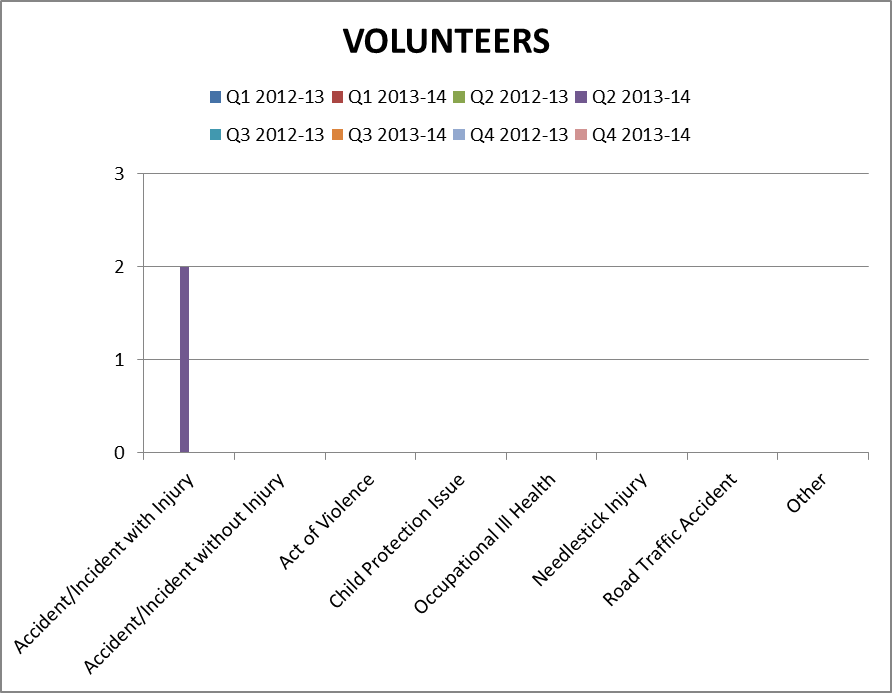 VOLUNTEERS
Q1 2012-13 Q1 2013-14 Q2 2012-13 Q2 2013-14
Q3 2012-13 Q3 2013-14 Q4 2012-13 Q4 2013-14
3
2
1
0
Accident/Incident with Injury
Accident/Incident without Injury
Act of Violence
Child Protection Issue
Occupational Ill Health
Needlestick Injury
Road Traffic Accident
Other